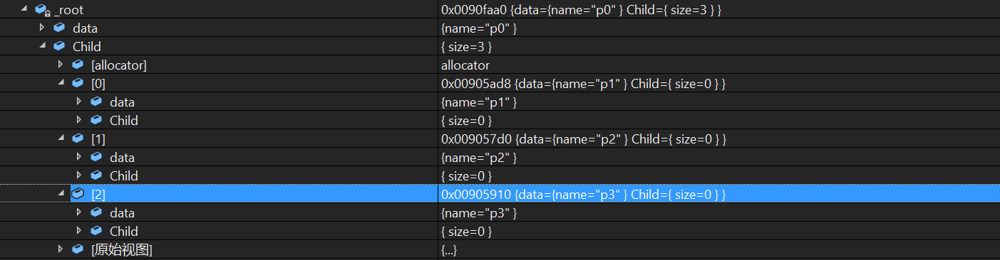 _root 0x0090faa0 {data={name="p0" } Child={ size=3 } }
data {name="p0" }
Child { size=3 }
[allocator] allocator
[0] 0x00905ad8 {data={name="p1" } Child={ size=0 } }
data {name="p1" }
Child { size=0 }
[1] 0x009057d0 {data={name="p2" } Child={ size=0 } }
data {name="p2" }
Child { size=0 }
[2] 0x00905910 {data={name="p3" } Child={ size=0 } }
data {name="p3" }
Child { size=0 }
[原始视图] {...}